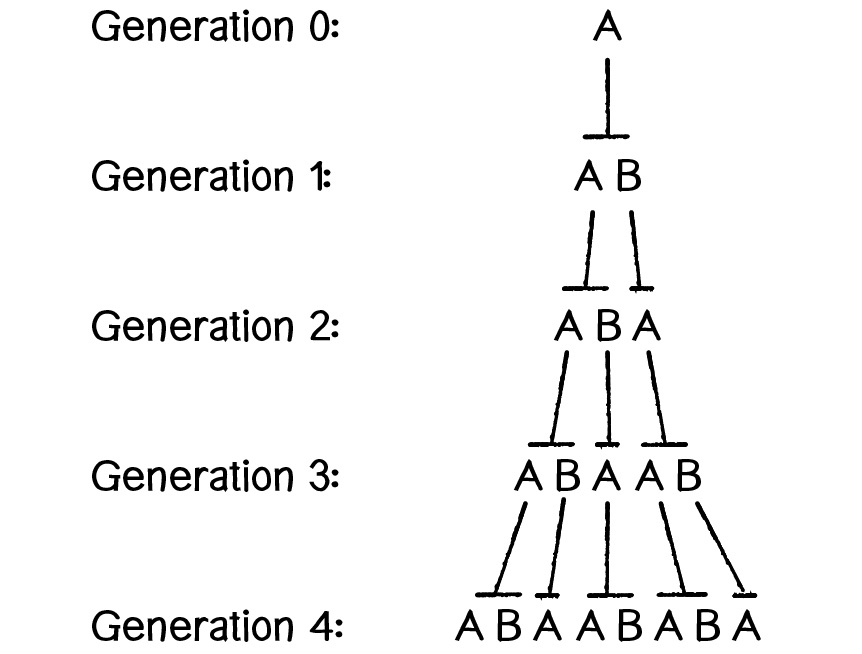 Generation 0: A
Generation 1: A B
Generation 2: A B A
Generation 3: A B A A B
Generation 4: A B A A B A B A